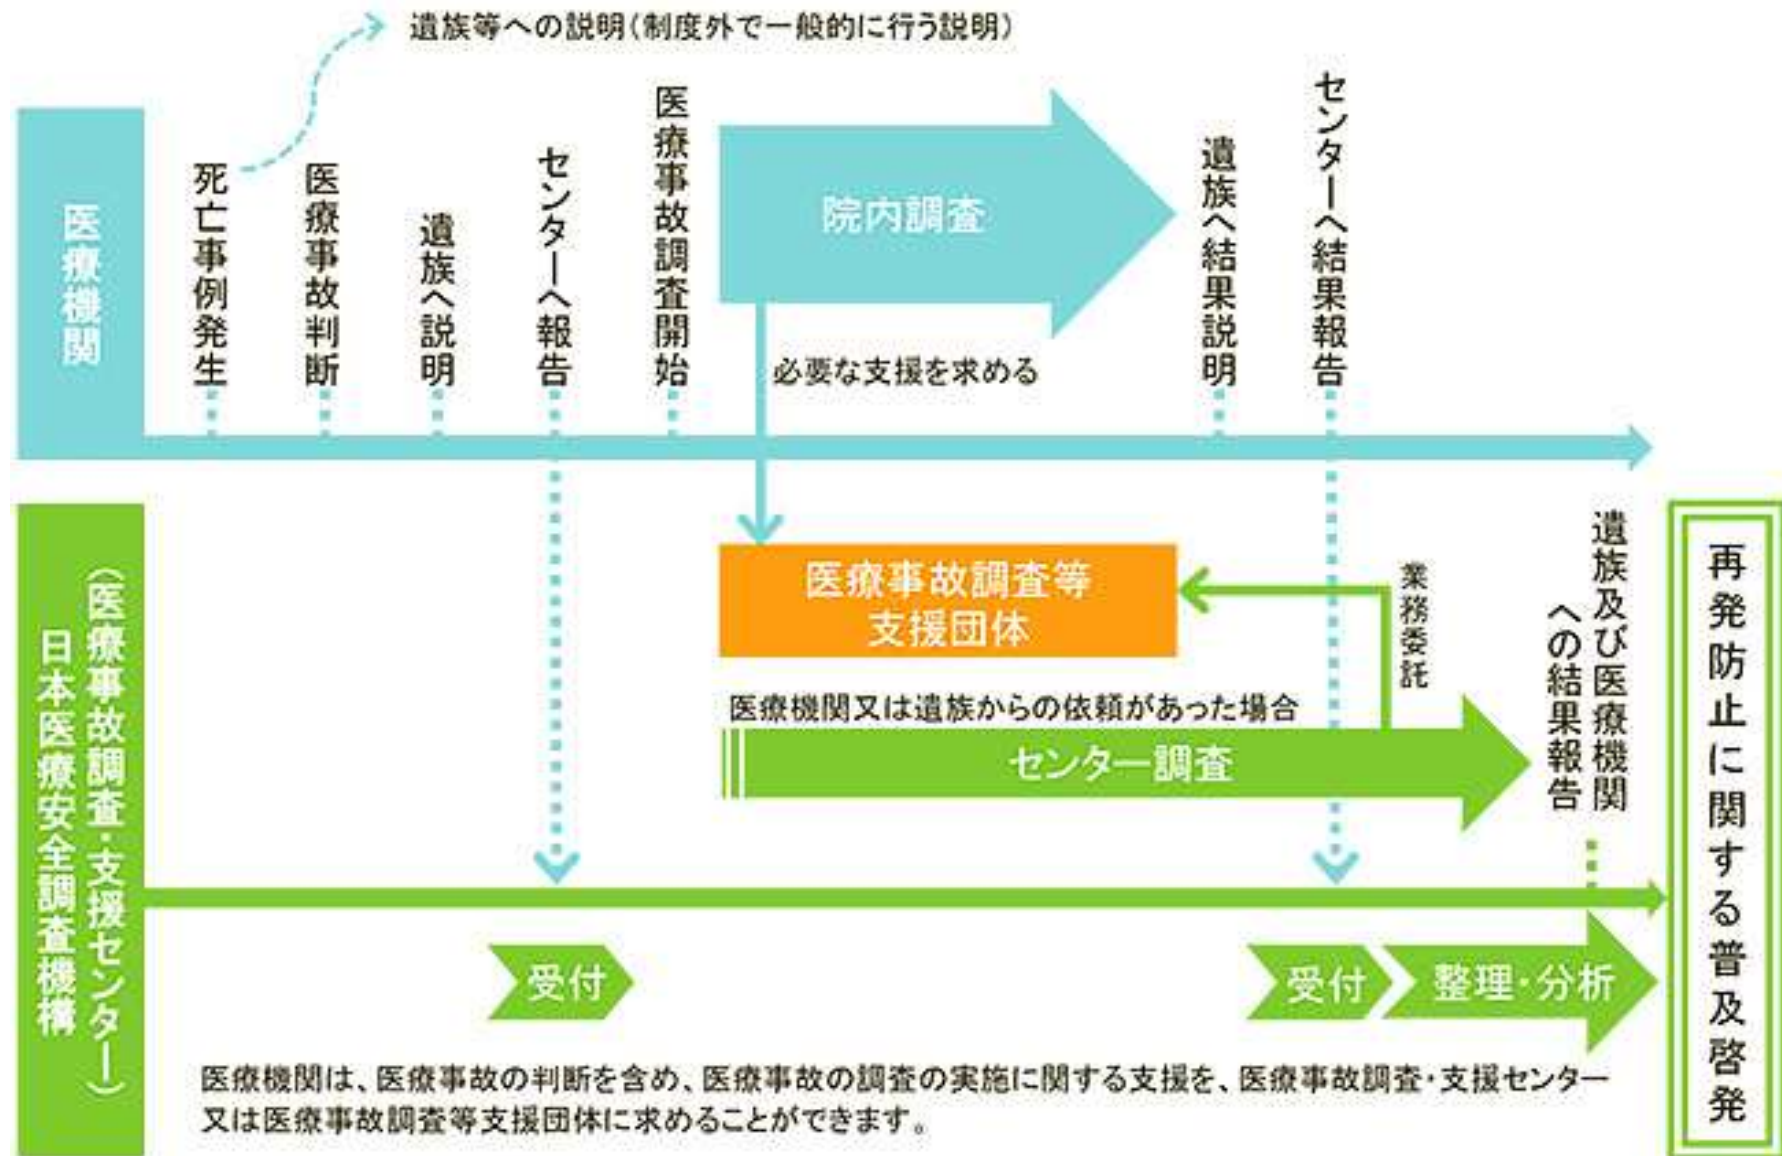 遺族等への説明(制度外で一般的に行う説明)
医療機関
死亡事例発生
医療事故判断
遺族へ説明
センターへ報告
医療事故調査開始
院内調査
必要な支援を求める
遺族へ結果説明
センターへ結果報告
日本医療安全調査機構
(医療事故調査・支援センター)
医療事故調査等
支援団体
業務委託
医療機関又は遺族からの依頼があった場合
センター調査
遺族及び医療機関
への結果報告
受付
受付
整理・分析
再発防止に関する普及啓発
医療機関は、医療事故の判断を含め、医療事故の調査の実施に関する支援を、医療事故調査・支援センター
又は医療事故調査等支援団体に求めることができます。